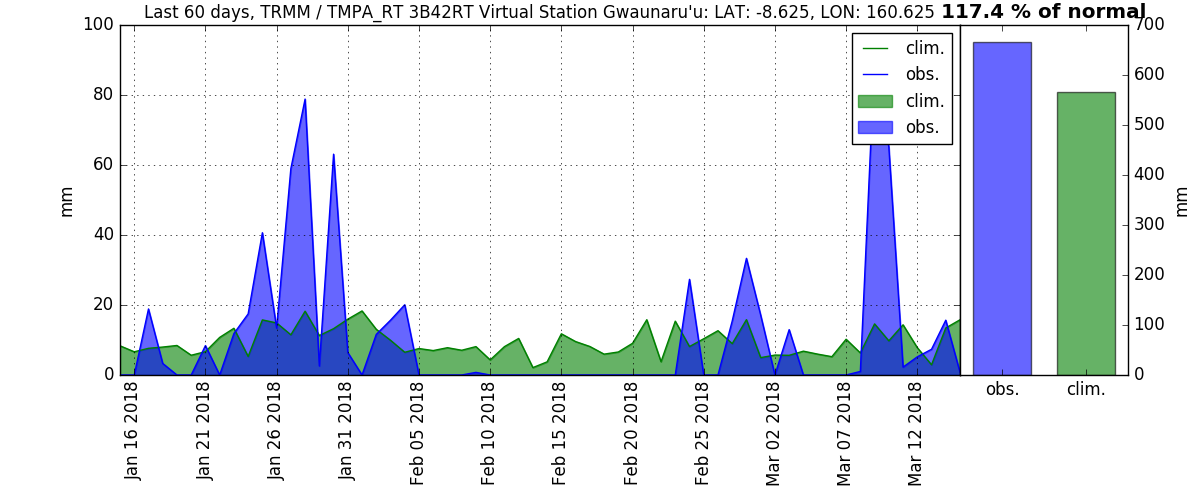 Last 60 days, TRMM / TMPA_RT 3B42RT Virtual Station Gwaunaru'u: LAT: -8.625, LON: 160.625 117.4 % of normal
100
80
60
40
20
0
mm
clim.
obs.
clim.
obs.
700
600
500
400
300
200
100
0
mm
Jan 16 2018
Jan 21 2018
Jan 26 2018
Jan 31 2018
Feb 05 2018
Feb 10 2018
Feb 15 2018
Feb 20 2018
Feb 25 2018
Mar 02 2018
Mar 07 2018
Mar 12 2018
obs.
clim.